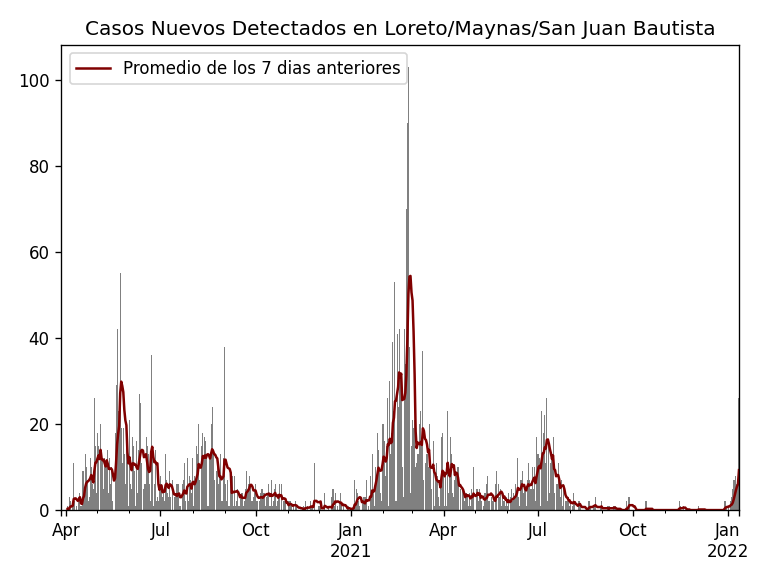 Casos Nuevos Detectados en Loreto/Maynas/San Juan Bautista
Promedio de los 7 dias anteriores
100
80
60
40
20
0
Apr Jul Oct Jan Apr Jul Oct Jan
2021 2022